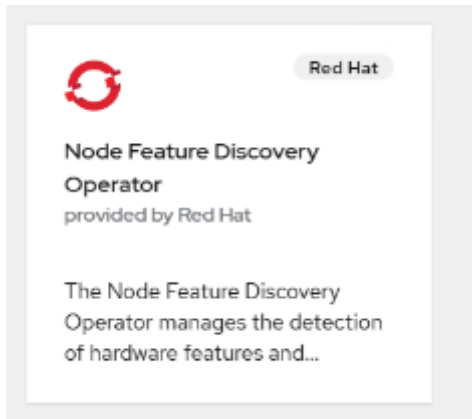 Red Hat
Node Feature Discovery
Operator
provided by Red Hat
The Node Feature Discovery
Operator manages the detection
of hardware features and...